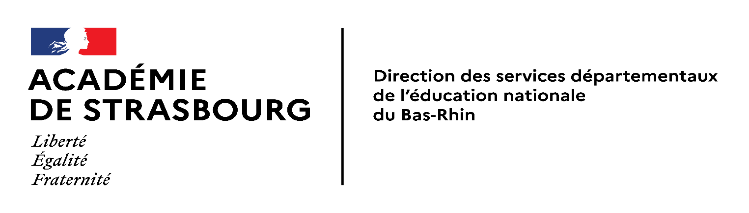 ACADÉMIE
DE STRASBOURG
Liberté
Égalité
Fraternité
Direction des services départementaux
de l'éducation nationale
du Bas-Rhin